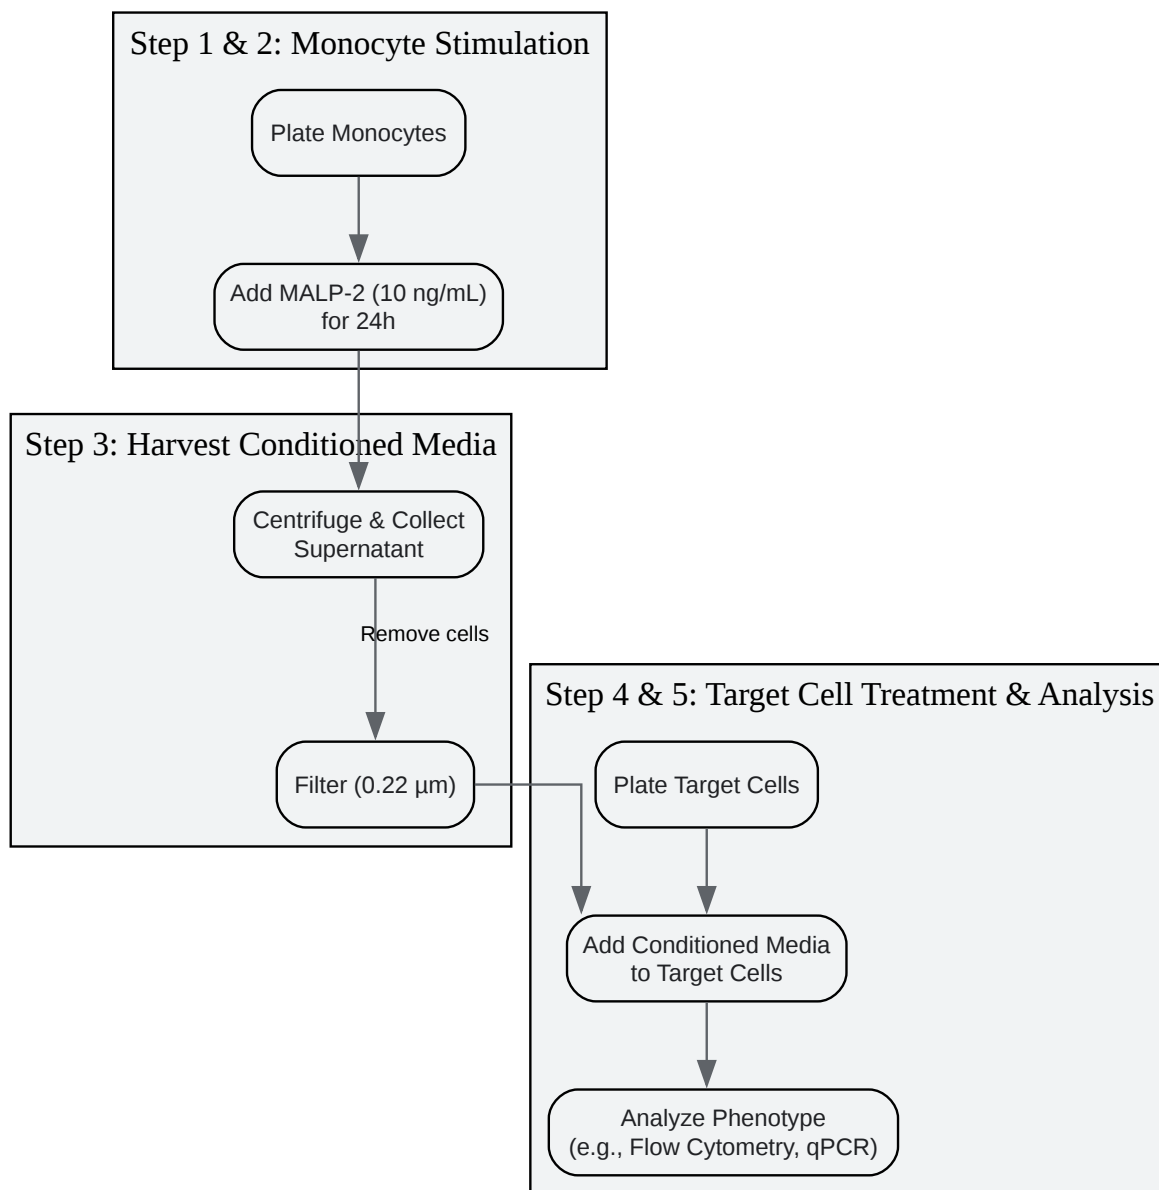 Step 1 & 2: Monocyte Stimulation
Plate Monocytes
Add MALP-2 (10 ng/mL)
for 24h
Step 3: Harvest Conditioned Media
Centrifuge & Collect
Supernatant
Remove cells
Filter (0.22 µm)
Step 4 & 5: Target Cell Treatment & Analysis
Plate Target Cells
Add Conditioned Media
to Target Cells
Analyze Phenotype
(e.g., Flow Cytometry, qPCR)